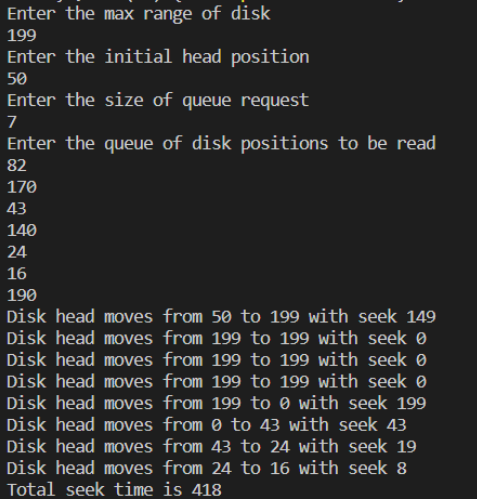 Enter the max range of disk
199
Enter the initial head position
50
Enter the size of queue request
7
Enter the queue of disk positions to be read
82
170
43
140
24
16
190
Disk head moves from 50 to 199 with seek 149
Disk head moves from 199 to 199 with seek 0
Disk head moves from 199 to 199 with seek 0
Disk head moves from 199 to 199 with seek 0
Disk head moves from 199 to 0 with seek 199
Disk head moves from 0 to 43 with seek 43
Disk head moves from 43 to 24 with seek 19
Disk head moves from 24 to 16 with seek 8
Total seek time is 418